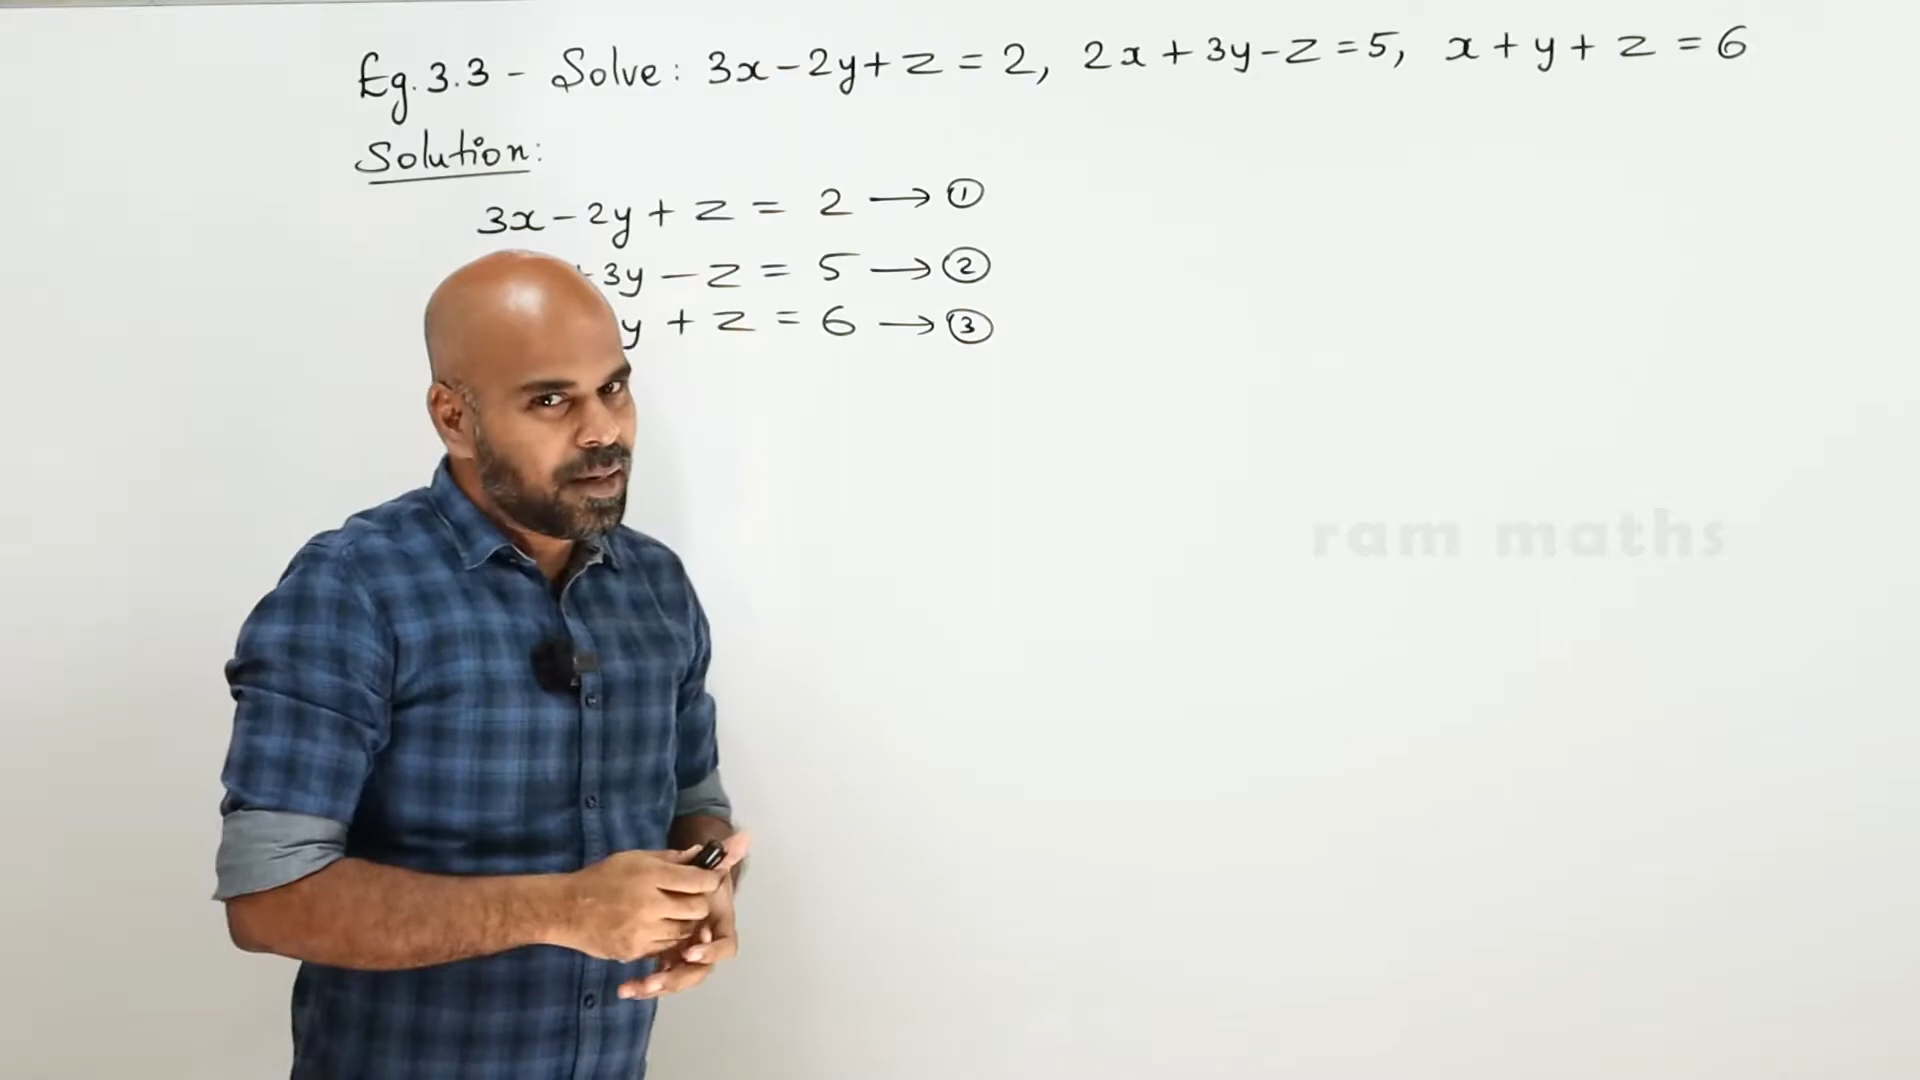 Eg. 3.3 - Solve: 3x-2y+z = 2, 2x+3y-z=5, x+y+z = 6
Solution:
3x-2y+z = 2 → ①
+3y-z = 5 → ②
y+z = 6 → ③
ram maths